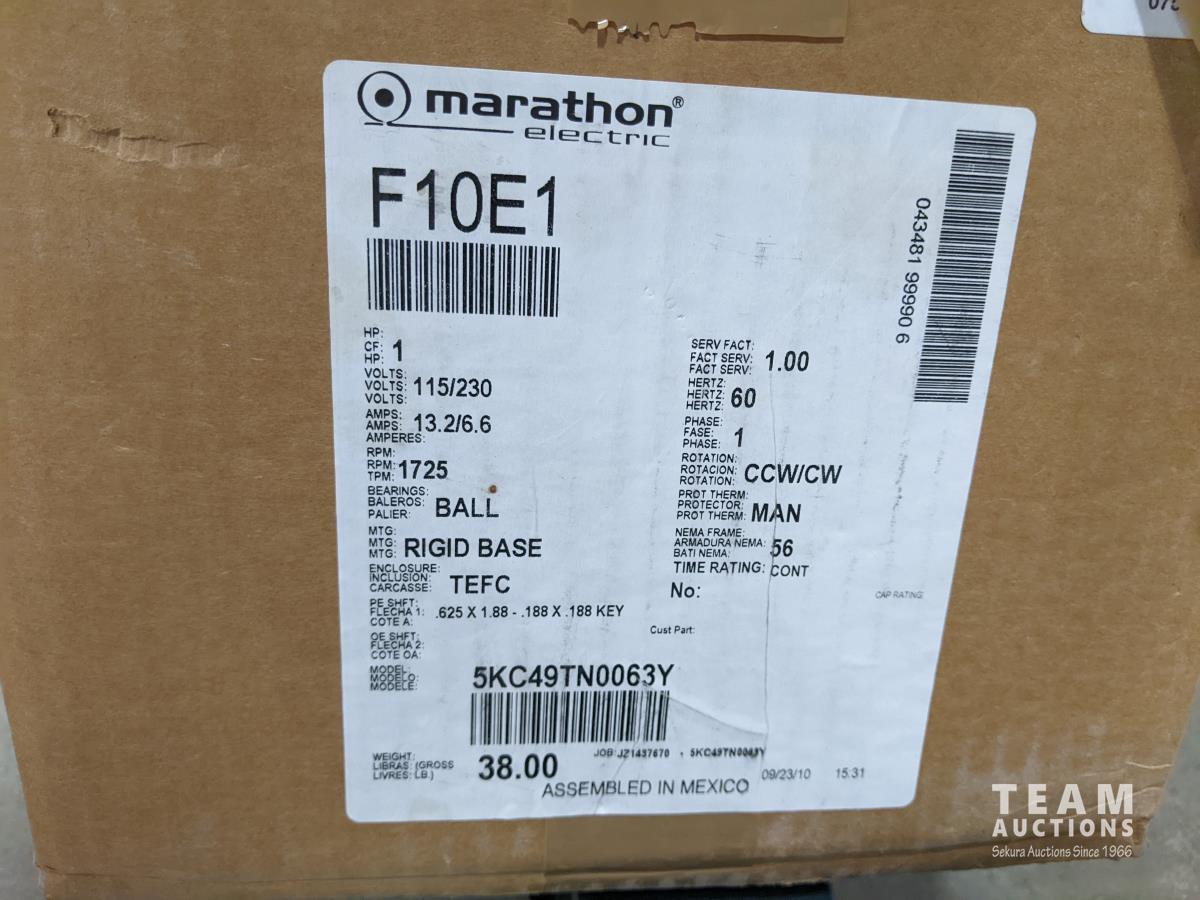 marathon®
electric
F10E1
043481 99990 6
HP:
CF: 1
HP:
VOLTS:
VOLTS: 115/230
VOLTS:
AMPS:
AMPS: 13.2/6.6
AMPERES:
RPM:
RPM: 1725
TPM:
BEARINGS:
BALEROS: BALL
PALIER:
MTG:
MTG: RIGID BASE
MTG:
ENCLOSURE:
INCLUSION: TEFC
CARCASSE:
PE SHFT:
FLECHA 1: .625 X 1.88 - .188 X .188 KEY
COTE A:
OE SHFT:
FLECHA 2:
COTE OA:
MODEL:
MODELO: 5KC49TN0063Y
MODELE:
SERV FACT:
FACT SERV: 1.00
FACT SERV:
HERTZ:
HERTZ: 60
HERTZ:
PHASE:
FASE: 1
PHASE:
ROTATION:
ROTACION: CCW/CW
ROTATION:
PROT THERM:
PROTECTOR: MAN
PROT THERM:
NEMA FRAME:
ARMADURA NEMA: 56
BATI NEMA:
TIME RATING: CONT
No:
CAP RATING:
Cust Part:
WEIGHT:
LIBRAS: (GROSS 38.00
LIVRES: LB.)
JOB: JZ1437670 - 5KC49TN0063Y
ASSEMBLED IN MEXICO
09/23/10 15:31
TEAM
AUCTIONS
Sekura Auctions Since 1966